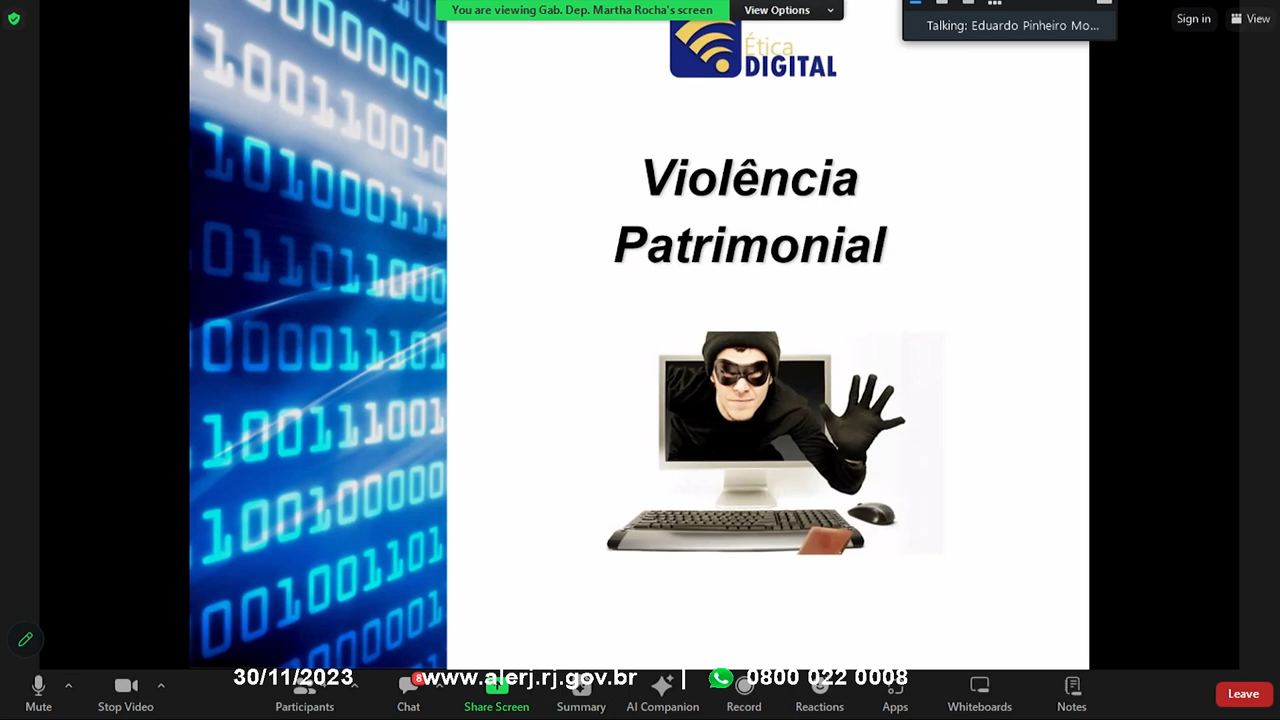 You are viewing Gab. Dep. Martha Rocha's screen
View Options
Talking: Eduardo Pinheiro Mo...
Sign in
View
Ética
DIGITAL
Violência
Patrimonial
30/11/2023
www.alerj.rj.gov.br | 0800 022 0008
8
Mute
Stop Video
Participants
Chat
Share Screen
Summary
AI Companion
Record
Reactions
Apps
Whiteboards
Notes
Leave